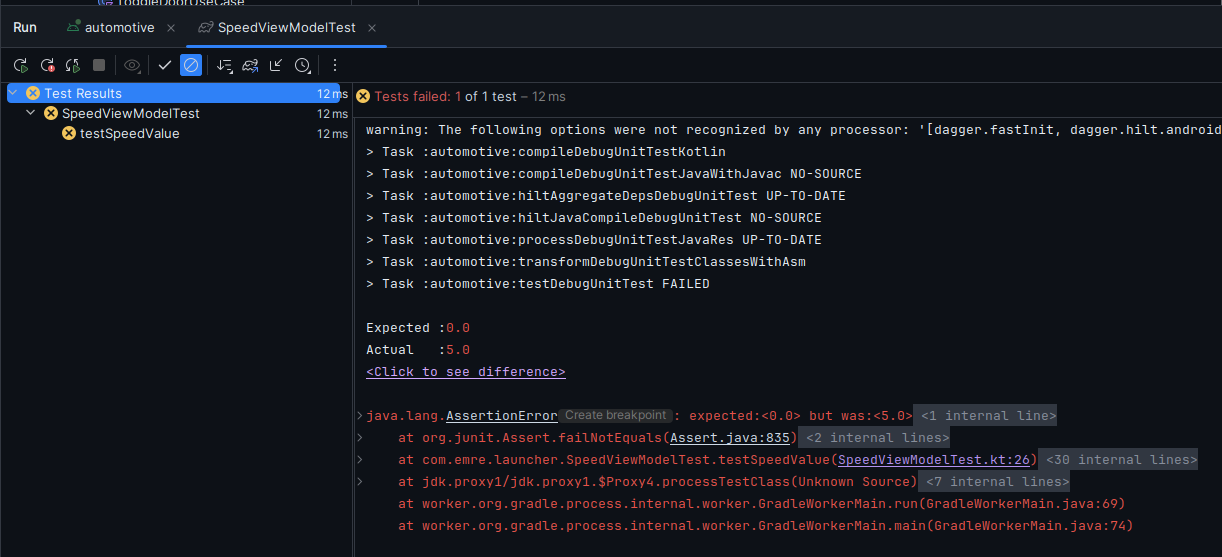 ToggleDoorUseCase
Run automotive SpeedViewModelTest
Test Results 12 ms
SpeedViewModelTest 12 ms
testSpeedValue 12 ms
Tests failed: 1 of 1 test – 12 ms
warning: The following options were not recognized by any processor: '[dagger.fastInit, dagger.hilt.android
> Task :automotive:compileDebugUnitTestKotlin
> Task :automotive:compileDebugUnitTestJavaWithJavac NO-SOURCE
> Task :automotive:hiltAggregateDepsDebugUnitTest UP-TO-DATE
> Task :automotive:hiltJavaCompileDebugUnitTest NO-SOURCE
> Task :automotive:processDebugUnitTestJavaRes UP-TO-DATE
> Task :automotive:transformDebugUnitTestClassesWithAsm
> Task :automotive:testDebugUnitTest FAILED
Expected :0.0
Actual   :5.0
<Click to see difference>
java.lang.AssertionError Create breakpoint : expected:<0.0> but was:<5.0> <1 internal line>
at org.junit.Assert.failNotEquals(Assert.java:835) <2 internal lines>
at com.emre.launcher.SpeedViewModelTest.testSpeedValue(SpeedViewModelTest.kt:26) <30 internal lines>
at jdk.proxy1/jdk.proxy1.$Proxy4.processTestClass(Unknown Source) <7 internal lines>
at worker.org.gradle.process.internal.worker.GradleWorkerMain.run(GradleWorkerMain.java:69)
at worker.org.gradle.process.internal.worker.GradleWorkerMain.main(GradleWorkerMain.java:74)